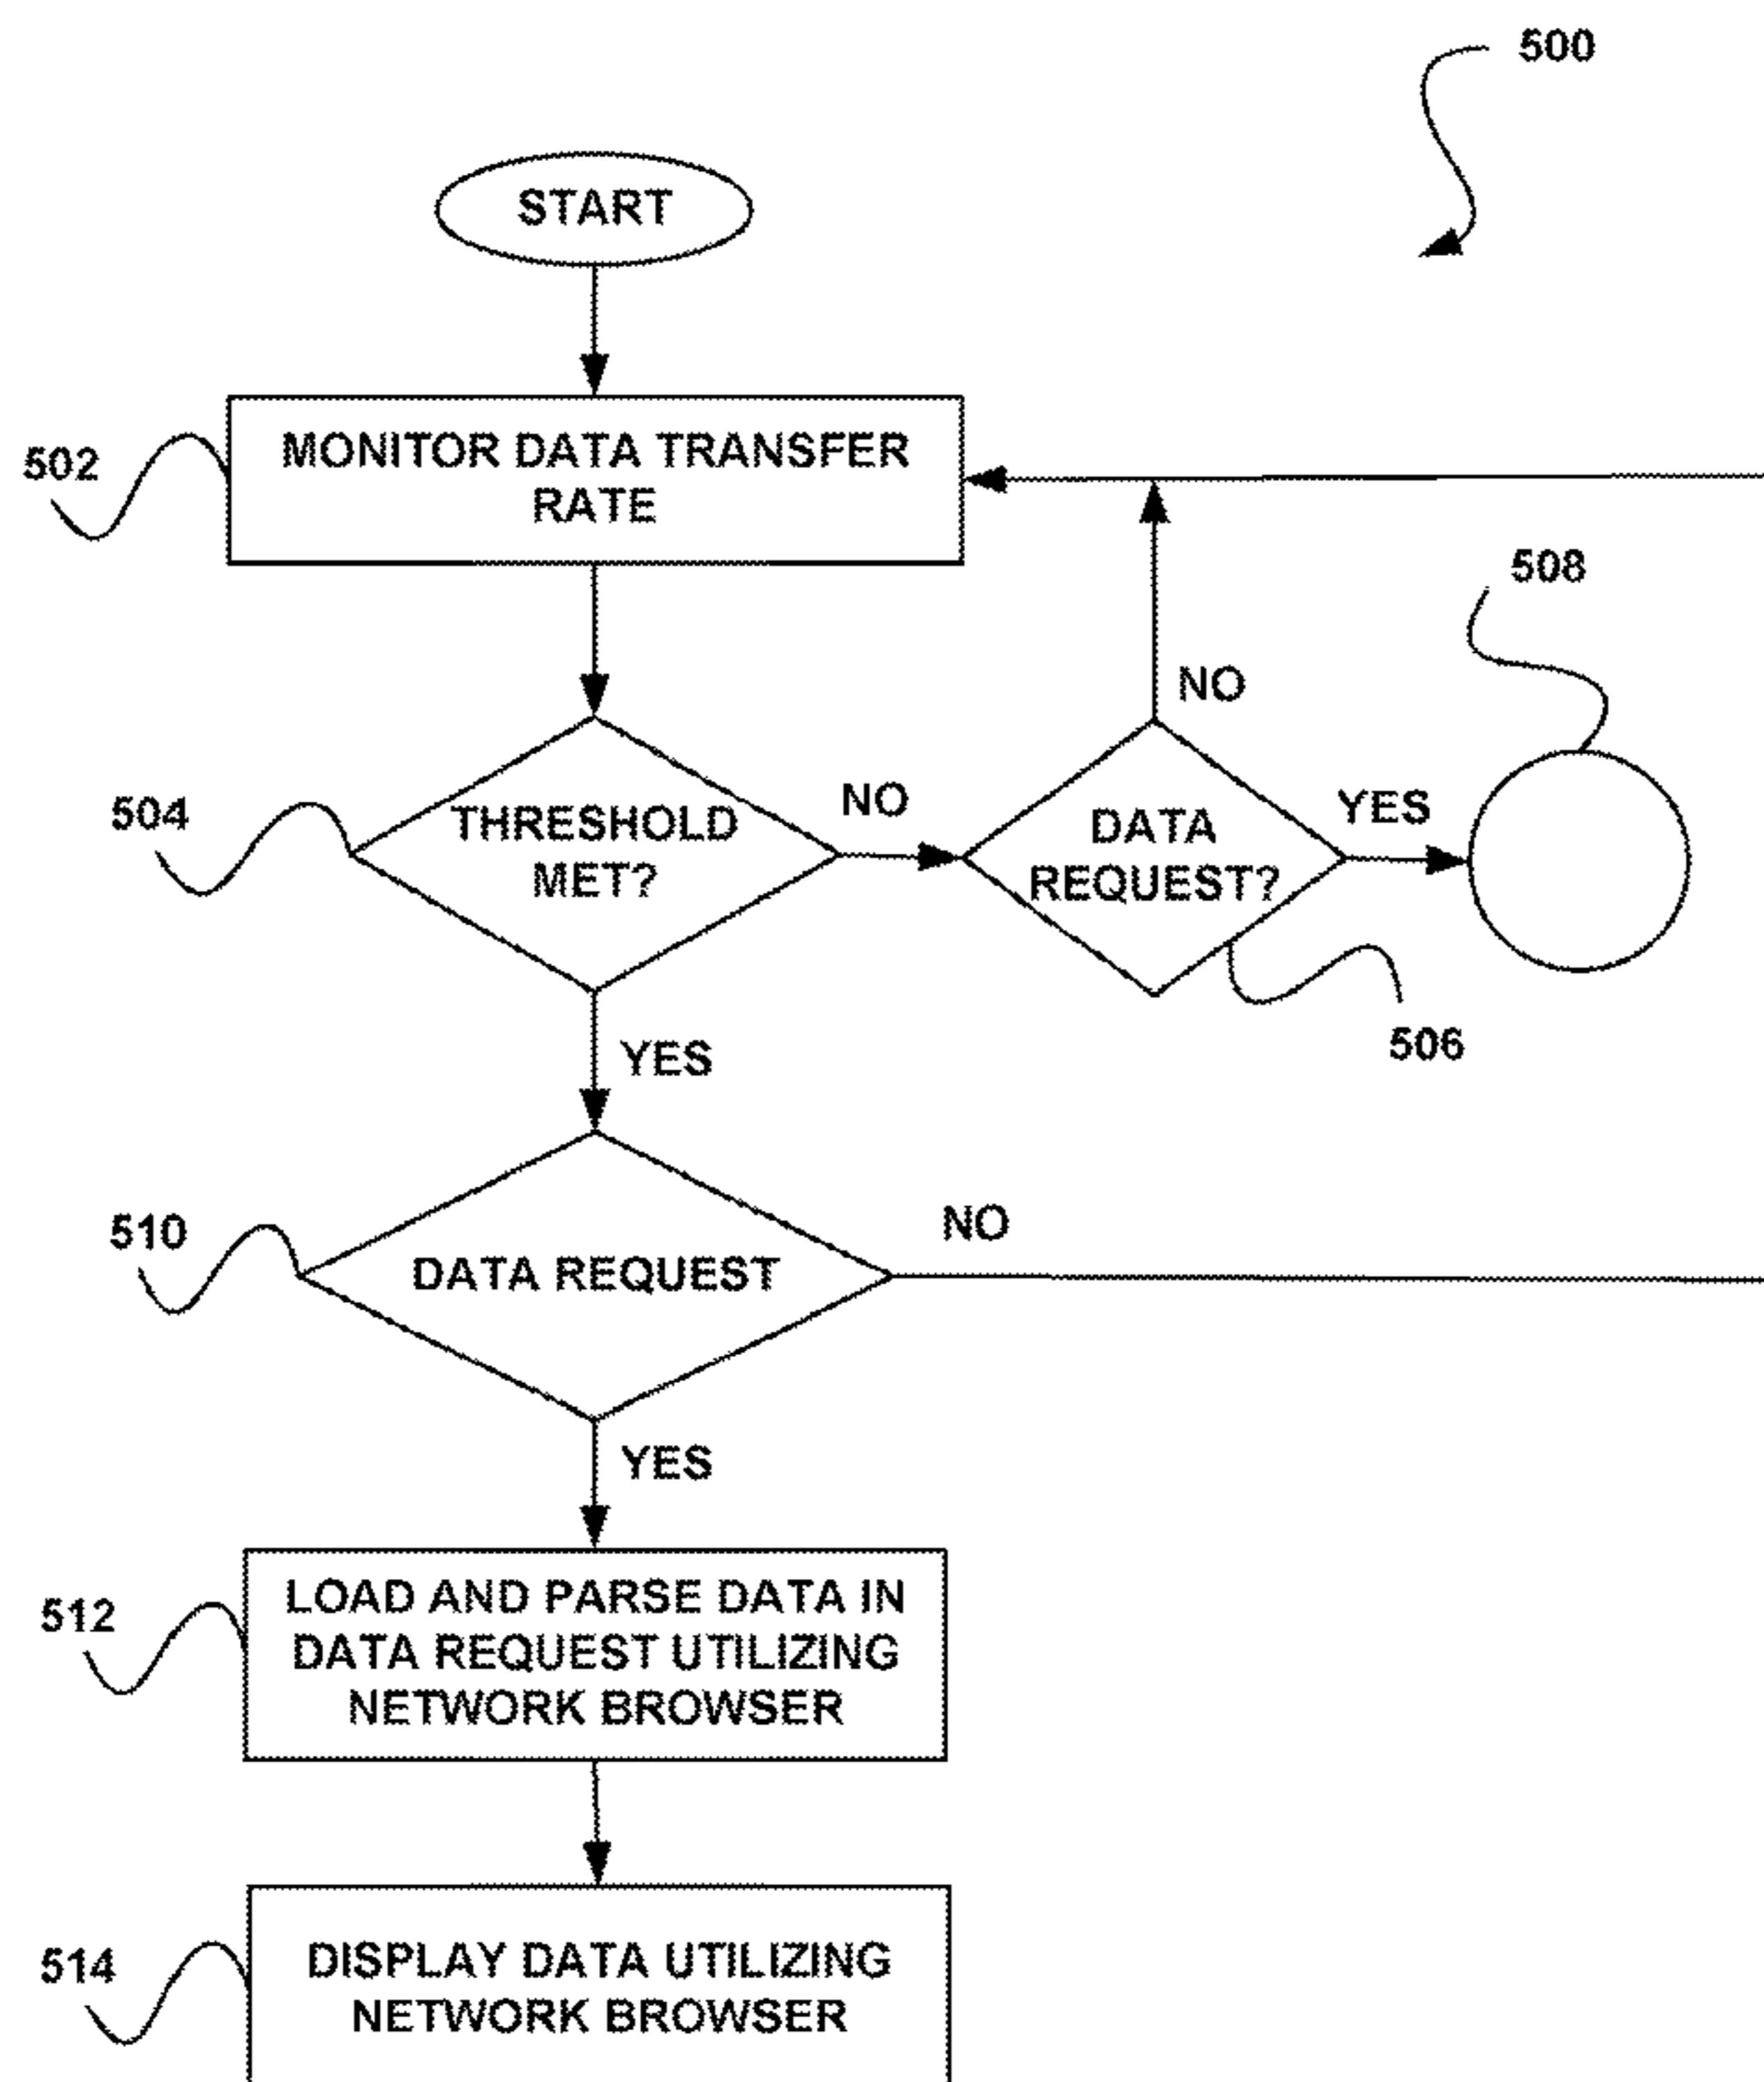 500
START
502
MONITOR DATA TRANSFER
RATE
508
NO
504
THRESHOLD
MET?
NO
DATA
REQUEST?
YES
506
YES
510
DATA REQUEST
NO
YES
512
LOAD AND PARSE DATA IN
DATA REQUEST UTILIZING
NETWORK BROWSER
514
DISPLAY DATA UTILIZING
NETWORK BROWSER